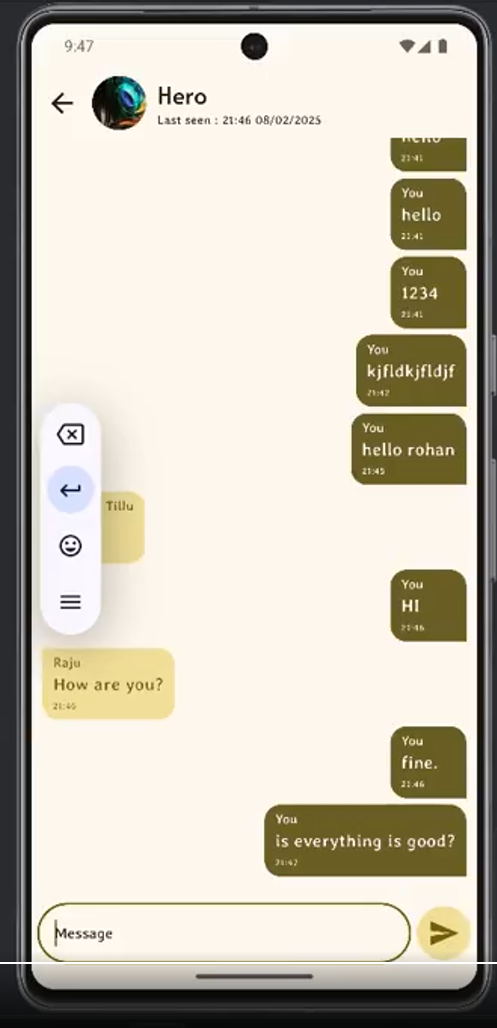 9:47
Hero
Last seen : 21:46 08/02/2025
hello
21:41
You
hello
21:41
You
1234
21:41
You
kjfldkjfldjf
21:42
You
hello rohan
21:45
Tillu
You
HI
21:46
Raju
How are you?
21:46
You
fine.
21:46
You
is everything is good?
21:47
Message